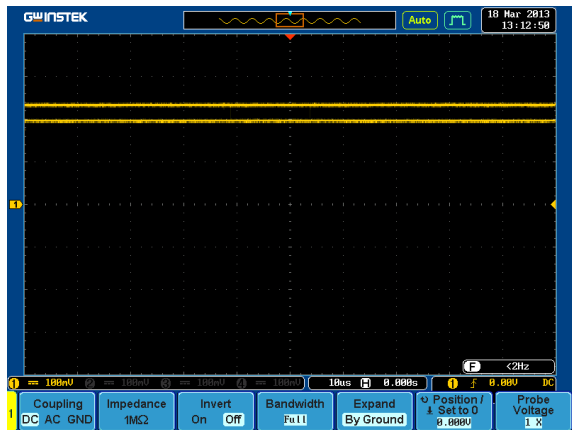 GWINSTEK
Auto
18 Mar 2013
13:12:50
1
F <2Hz
1 100mV 2 100mV 3 100mV 4 100mV 10us H 0.000s 1 0.00V DC
1
Coupling
DC AC GND
Impedance
1MΩ
Invert
On Off
Bandwidth
Full
Expand
By Ground
Position /
Set to 0
0.000V
Probe
Voltage
1 X